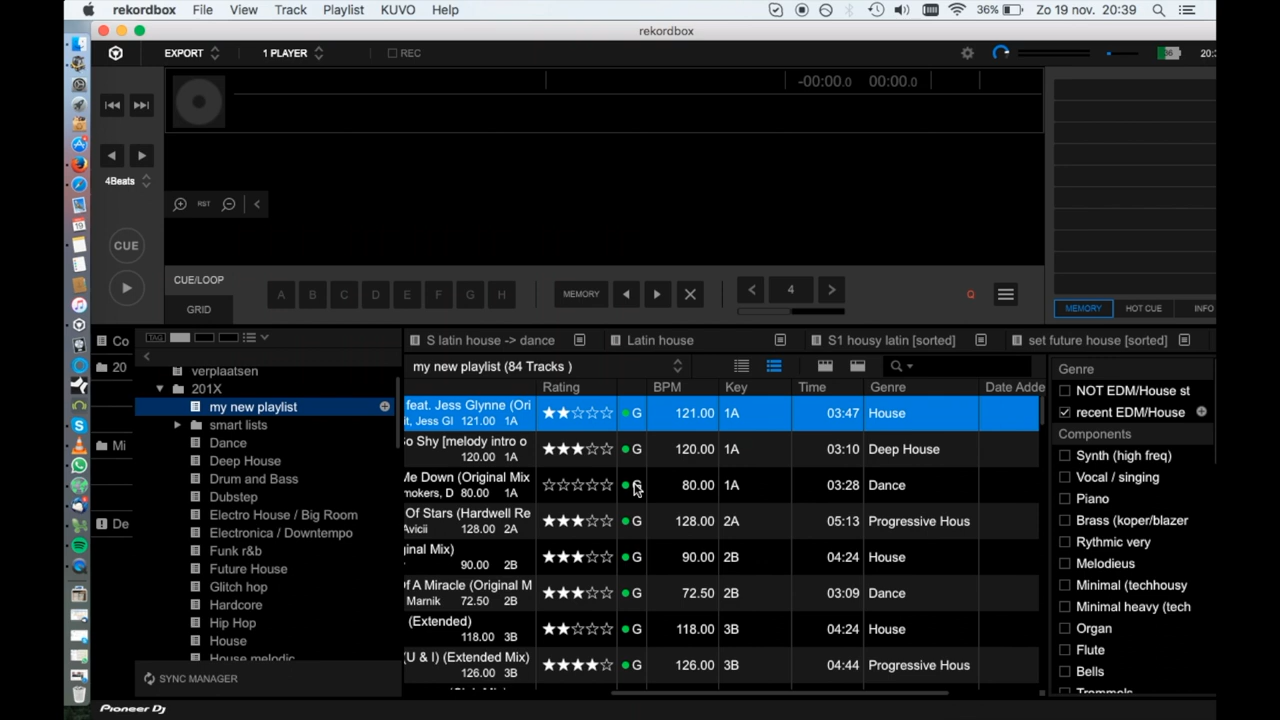 rekordbox File View Track Playlist KUVO Help 36% Zo 19 nov. 20:39
rekordbox
EXPORT 1 PLAYER REC 20:3
-00:00.0 00:00.0
4Beats
RST
CUE
CUE/LOOP
GRID
A B C D E F G H MEMORY 4 Q
MEMORY HOT CUE INFO
Co
20
Mi
De
TAG
verplaatsen
201X
my new playlist
smart lists
Dance
Deep House
Drum and Bass
Dubstep
Electro House / Big Room
Electronica / Downtempo
Funk r&b
Future House
Glitch hop
Hardcore
Hip Hop
House
House melodic
SYNC MANAGER
S latin house -> dance Latin house S1 housy latin [sorted] set future house [sorted]
my new playlist (84 Tracks )
Rating BPM Key Time Genre Date Adde
feat. Jess Glynne (Ori G 121.00 1A 03:47 House
it, Jess Gl 121.00 1A
o Shy [melody intro o G 120.00 1A 03:10 Deep House
120.00 1A
Me Down (Original Mix G 80.00 1A 03:28 Dance
mokers, D 80.00 1A
Of Stars (Hardwell Re G 128.00 2A 05:13 Progressive Hous
Avicii 128.00 2A
ginal Mix) G 90.00 2B 04:24 House
90.00 2B
Of A Miracle (Original M G 72.50 2B 03:09 Dance
Marnik 72.50 2B
(Extended) G 118.00 3B 04:24 House
118.00 3B
(U & I) (Extended Mix) G 126.00 3B 04:44 Progressive Hous
126.00 3B
Genre
NOT EDM/House st
recent EDM/House
Components
Synth (high freq)
Vocal / singing
Piano
Brass (koper/blazer
Rythmic very
Melodieus
Minimal (techhousy
Minimal heavy (tech
Organ
Flute
Bells
Trommels
Pioneer Dj